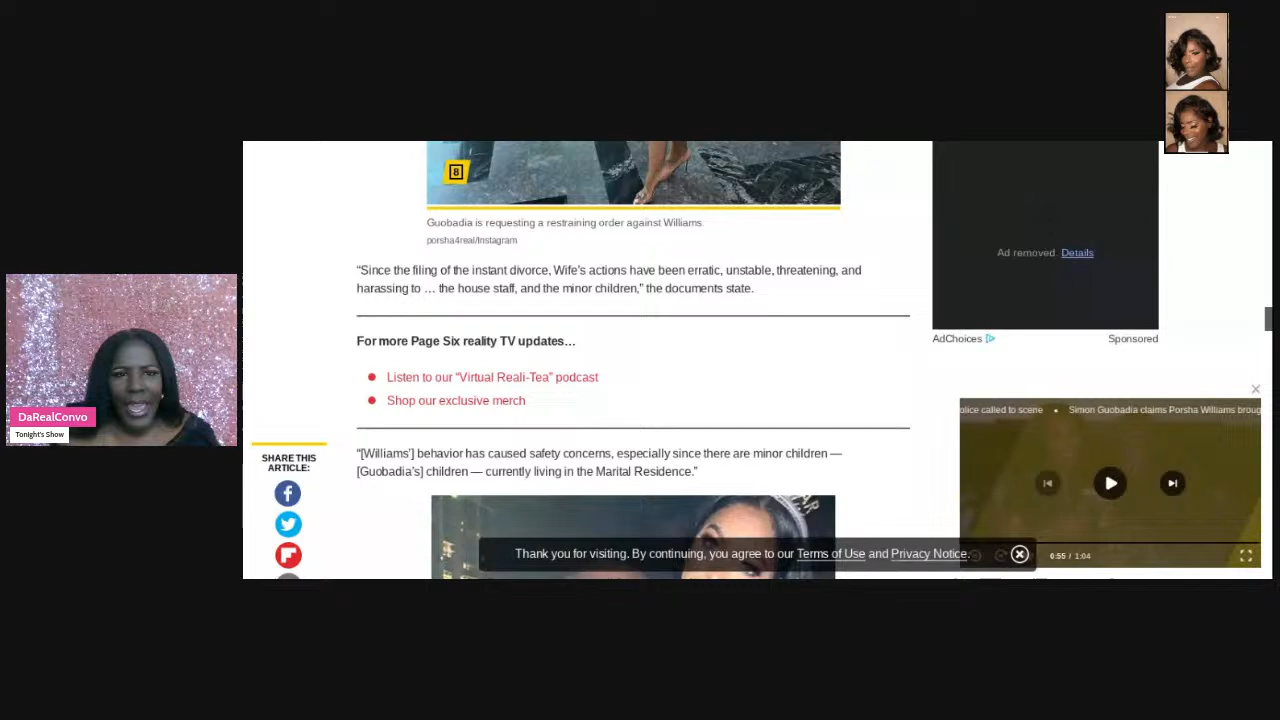 8
Guobadia is requesting a restraining order against Williams.
porsha4real/Instagram
“Since the filing of the instant divorce, Wife’s actions have been erratic, unstable, threatening, and
harassing to … the house staff, and the minor children,” the documents state.
For more Page Six reality TV updates…
Listen to our “Virtual Reali-Tea” podcast
Shop our exclusive merch
“[Williams’] behavior has caused safety concerns, especially since there are minor children —
[Guobadia’s] children — currently living in the Marital Residence.”
SHARE THIS
ARTICLE:
Thank you for visiting. By continuing, you agree to our Terms of Use and Privacy Notice.
Ad removed. Details
AdChoices
Sponsored
called to scene • Simon Guobadia claims Porsha Williams
0:55 / 1:04
DaRealConvo
Tonight's Show